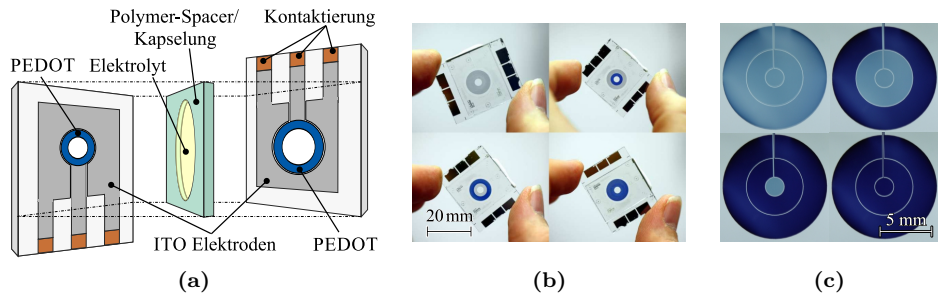 Polymer-Spacer/
Kapselung
Kontaktierung
PEDOT
Elektrolyt
ITO Elektroden
PEDOT
20 mm
5 mm
(a)
(b)
(c)